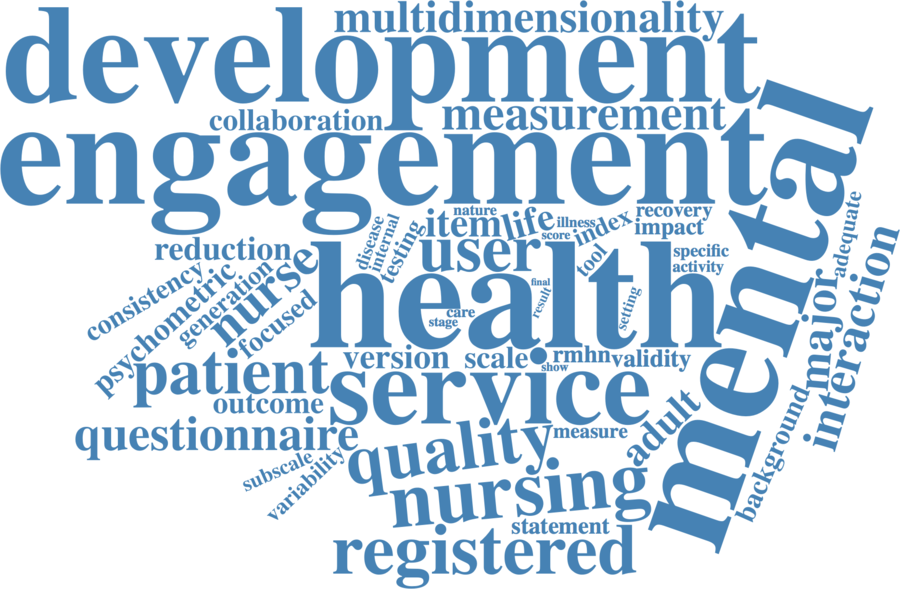 multidimensionality
development
collaboration
measurement
engagement
mental
nature
item
life
illness
score
index
recovery
impact
adequate
disease
internal
testing
user
tool
specific
activity
reduction
nurse
health
consistency
psychometric
generation
focused
final
result
setting
care
stage
major
interaction
version
scale
show
rmhn
validity
patient
service
outcome
adult
background
questionnaire
quality
measure
subscale
variability
nursing
statement
registered